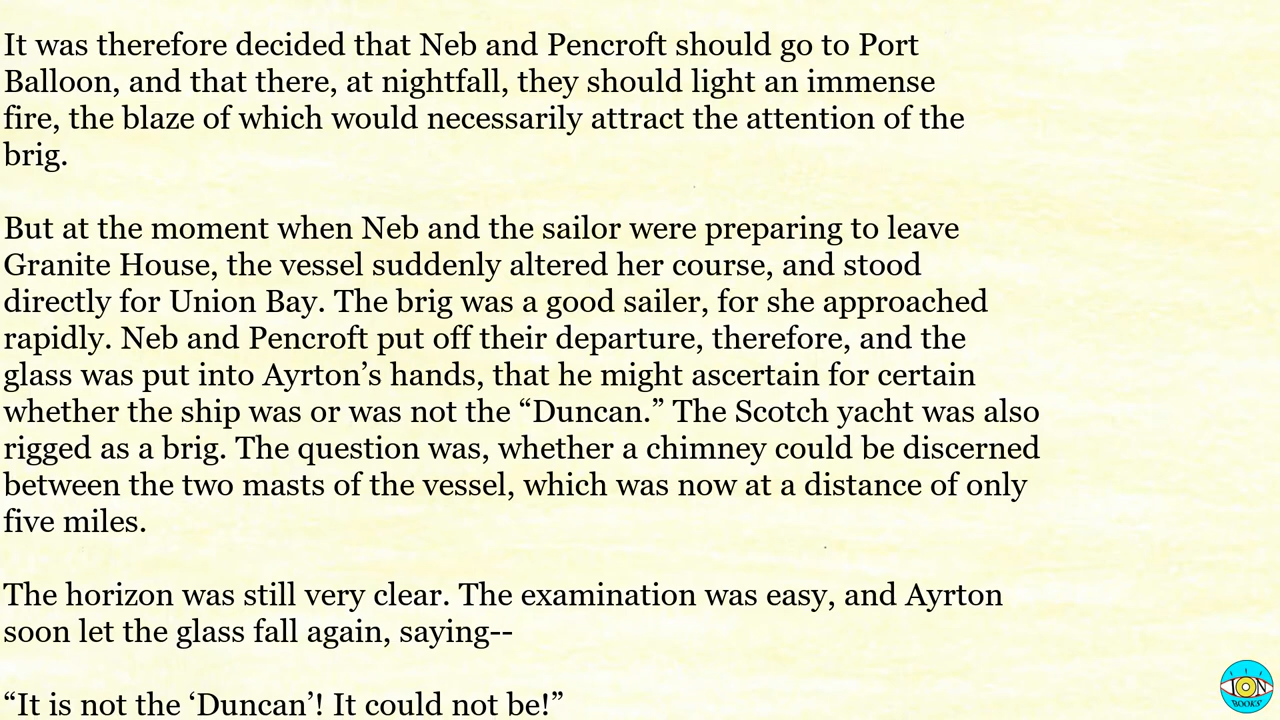 It was therefore decided that Neb and Pencroft should go to Port
Balloon, and that there, at nightfall, they should light an immense
fire, the blaze of which would necessarily attract the attention of the
brig.
But at the moment when Neb and the sailor were preparing to leave
Granite House, the vessel suddenly altered her course, and stood
directly for Union Bay. The brig was a good sailer, for she approached
rapidly. Neb and Pencroft put off their departure, therefore, and the
glass was put into Ayrton’s hands, that he might ascertain for certain
whether the ship was or was not the “Duncan.” The Scotch yacht was also
rigged as a brig. The question was, whether a chimney could be discerned
between the two masts of the vessel, which was now at a distance of only
five miles.
The horizon was still very clear. The examination was easy, and Ayrton
soon let the glass fall again, saying--
“It is not the ‘Duncan’! It could not be!”
ION
BOOKS